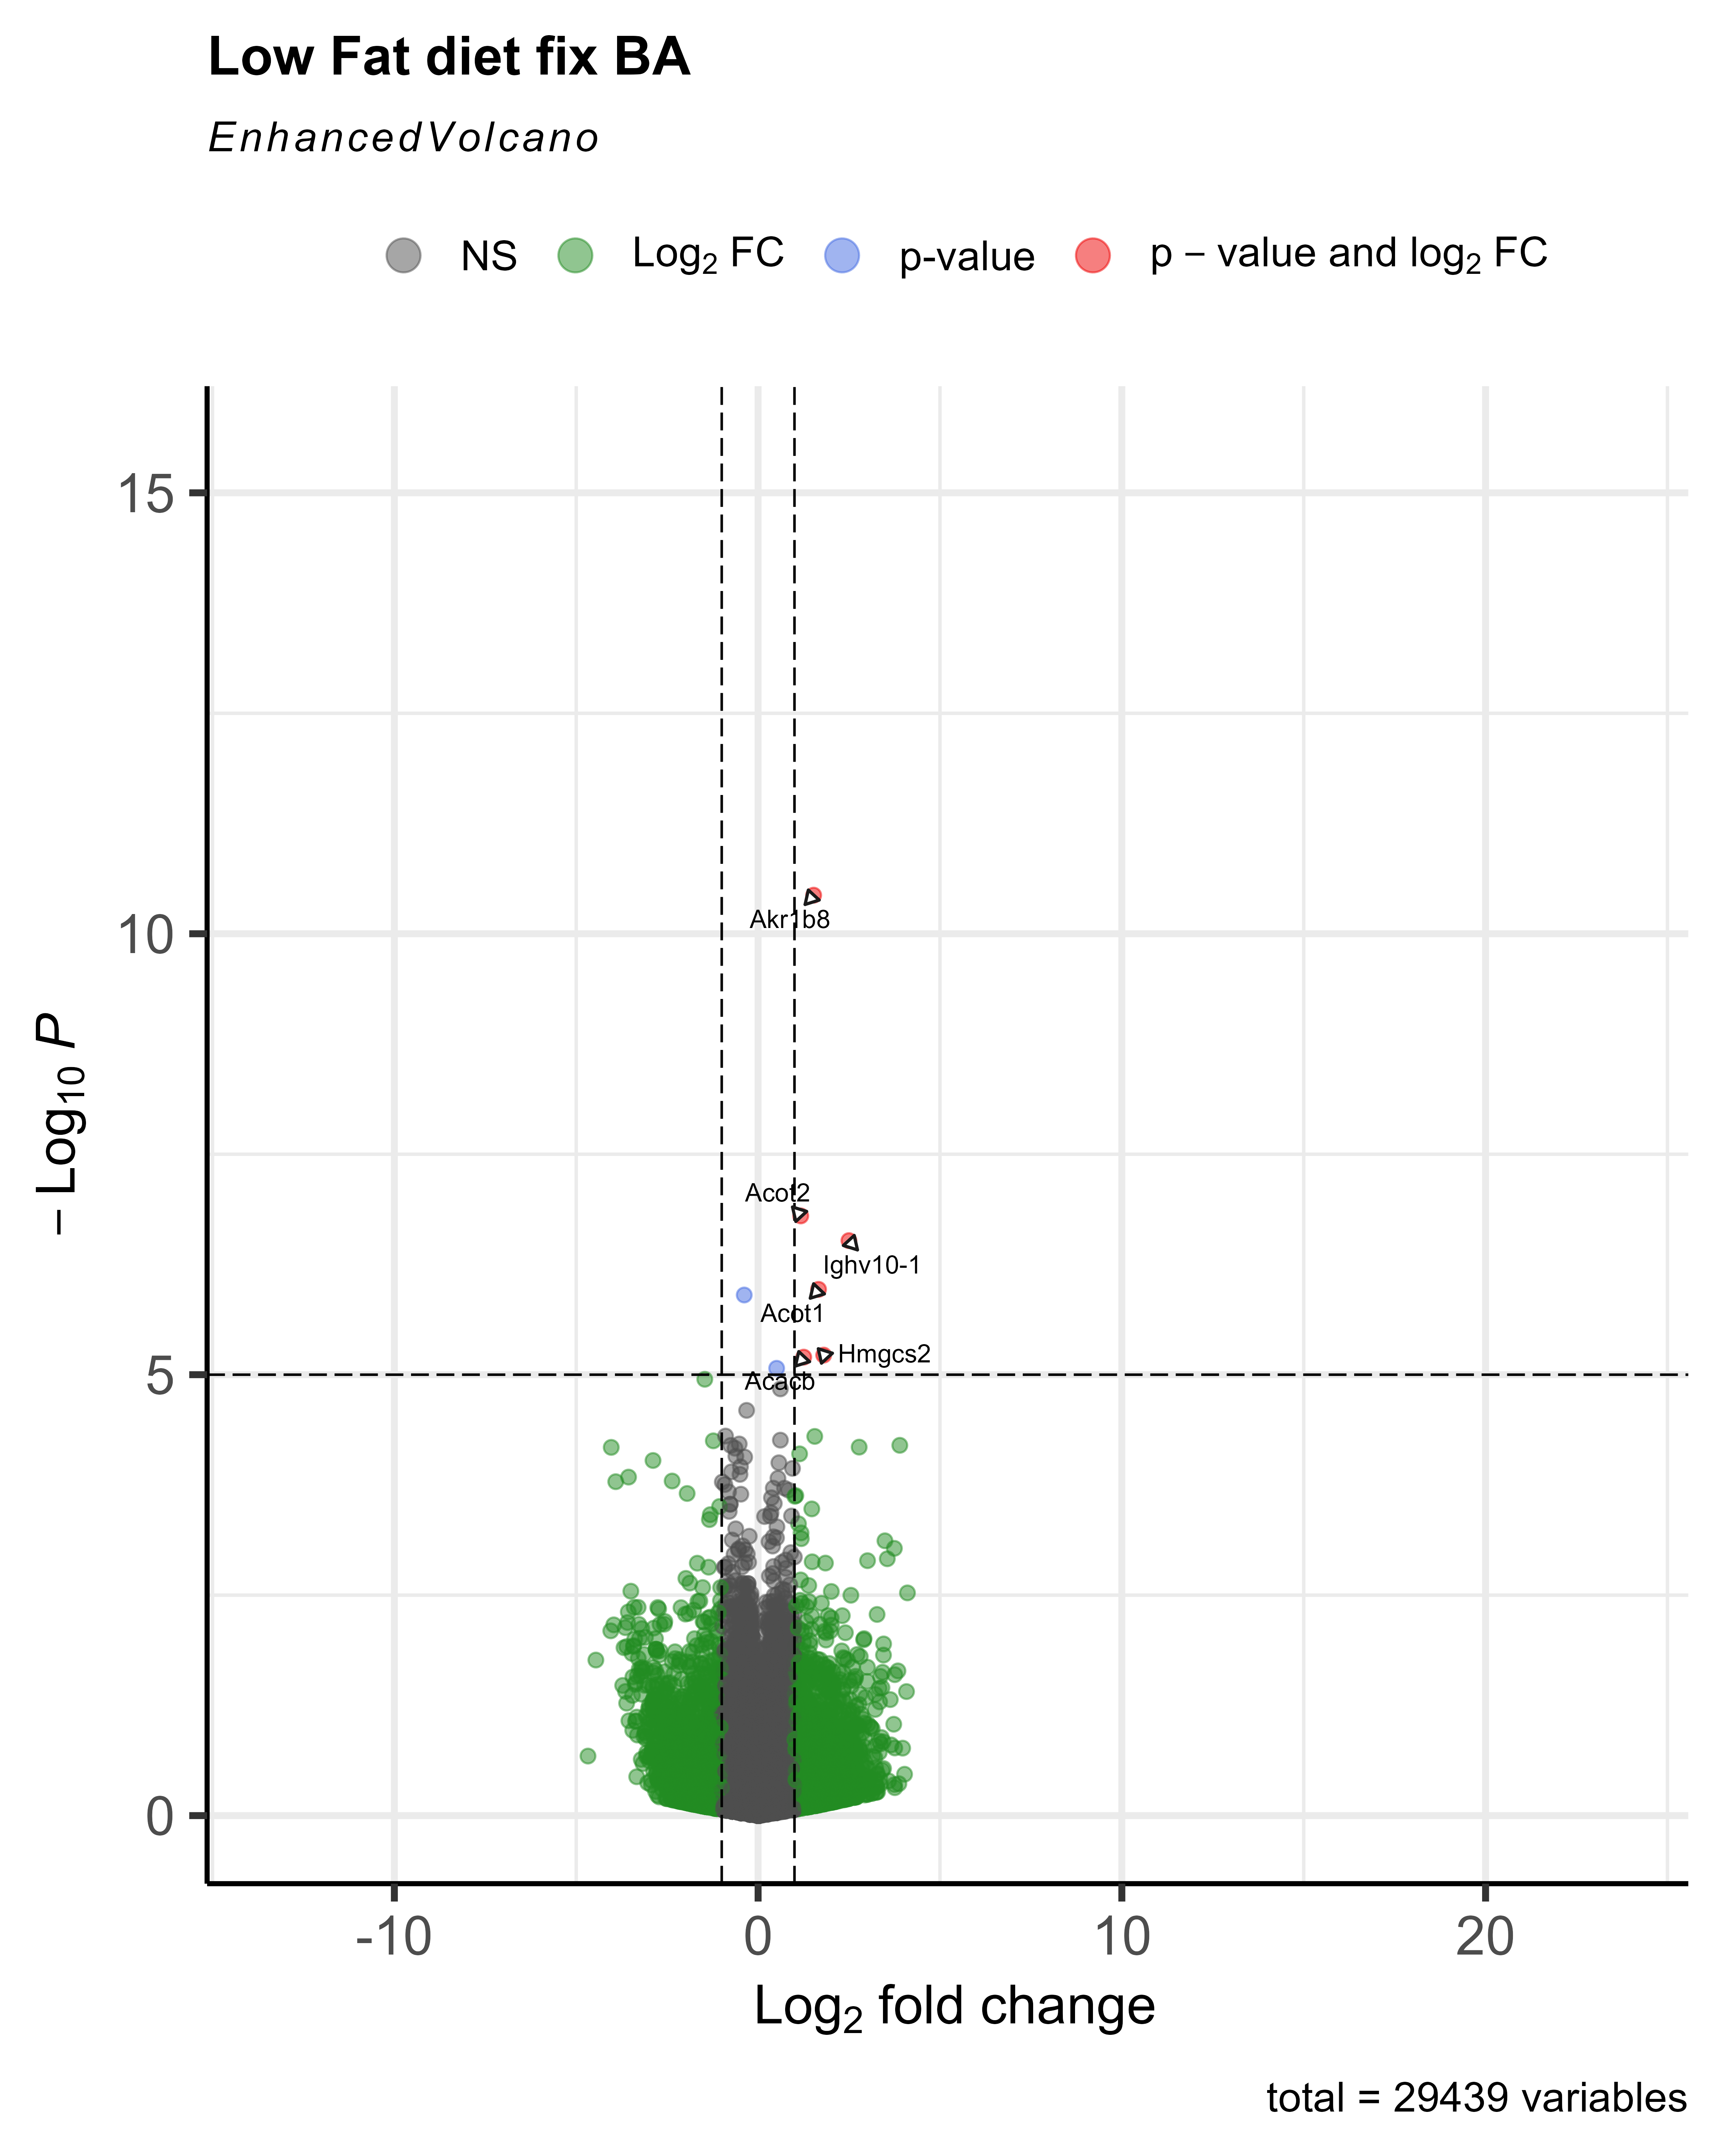 Low Fat diet fix BA
EnhancedVolcano
NS Log2 FC p-value p − value and log2 FC
15
10
5
0
− Log10 P
Akr1b8
Acot2
Ighv10-1
Acot1
Hmgcs2
Acacb
-10 0 10 20
Log2 fold change
total = 29439 variables